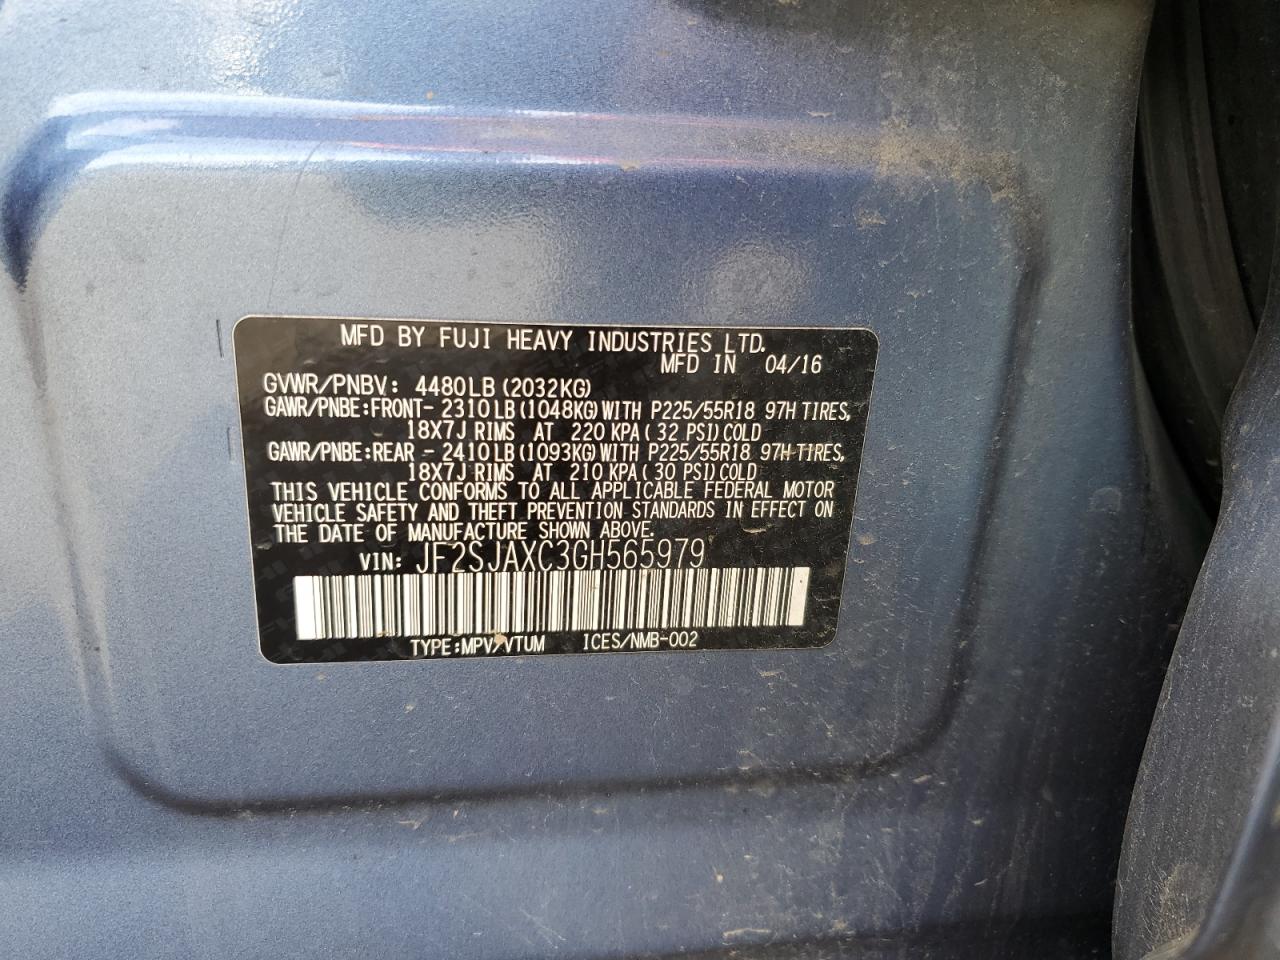 MFD BY FUJI HEAVY INDUSTRIES LTD.
MFD IN 04/16
GVWR/PNBV: 4480LB(2032KG)
GAWR/PNBE:FRONT- 2310LB(1048KG)WITH P225/55R18 97H TIRES,
18X7J RIMS AT 220 KPA(32 PSI)COLD
GAWR/PNBE:REAR - 2410LB(1093KG)WITH P225/55R18 97H TIRES,
18X7J RIMS AT 210 KPA(30 PSI)COLD
THIS VEHICLE CONFORMS TO ALL APPLICABLE FEDERAL MOTOR
VEHICLE SAFETY AND THEFT PREVENTION STANDARDS IN EFFECT ON
THE DATE OF MANUFACTURE SHOWN ABOVE.
VIN: JF2SJAXC3GH565979
TYPE:MPV/VTUM ICES/NMB-002